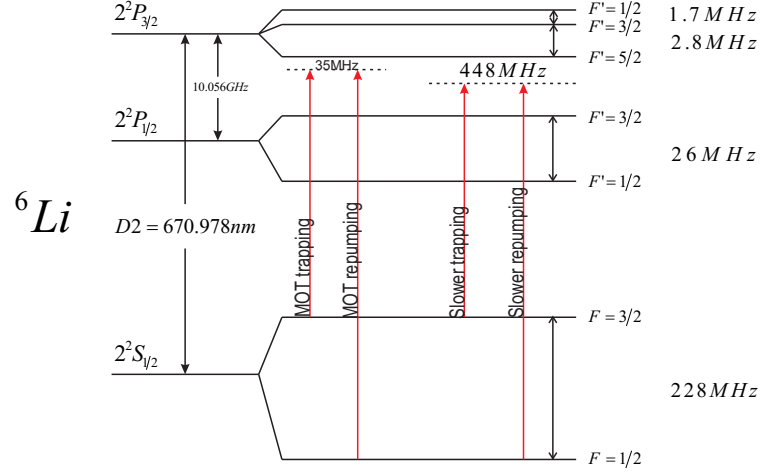 2²P₃/₂
F' = 1/2
1.7 MHz
F' = 3/2
2.8 MHz
F' = 5/2
35MHz
448 MHz
10.056GHz
2²P₁/₂
F' = 3/2
26 MHz
F' = 1/2
⁶Li
D2 = 670.978nm
MOT trapping
MOT repumping
Slower trapping
Slower repumping
F = 3/2
2²S₁/₂
228 MHz
F = 1/2